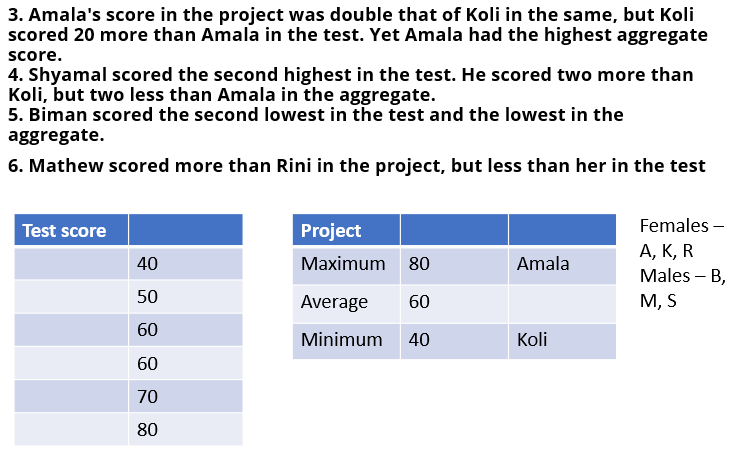 3. Amala's score in the project was double that of Koli in the same, but Koli
scored 20 more than Amala in the test. Yet Amala had the highest aggregate
score.
4. Shyamal scored the second highest in the test. He scored two more than
Koli, but two less than Amala in the aggregate.
5. Biman scored the second lowest in the test and the lowest in the
aggregate.
6. Mathew scored more than Rini in the project, but less than her in the test
Test score
40
50
60
60
70
80
Project
Maximum 80 Amala
Average 60
Minimum 40 Koli
Females –
A, K, R
Males – B,
M, S